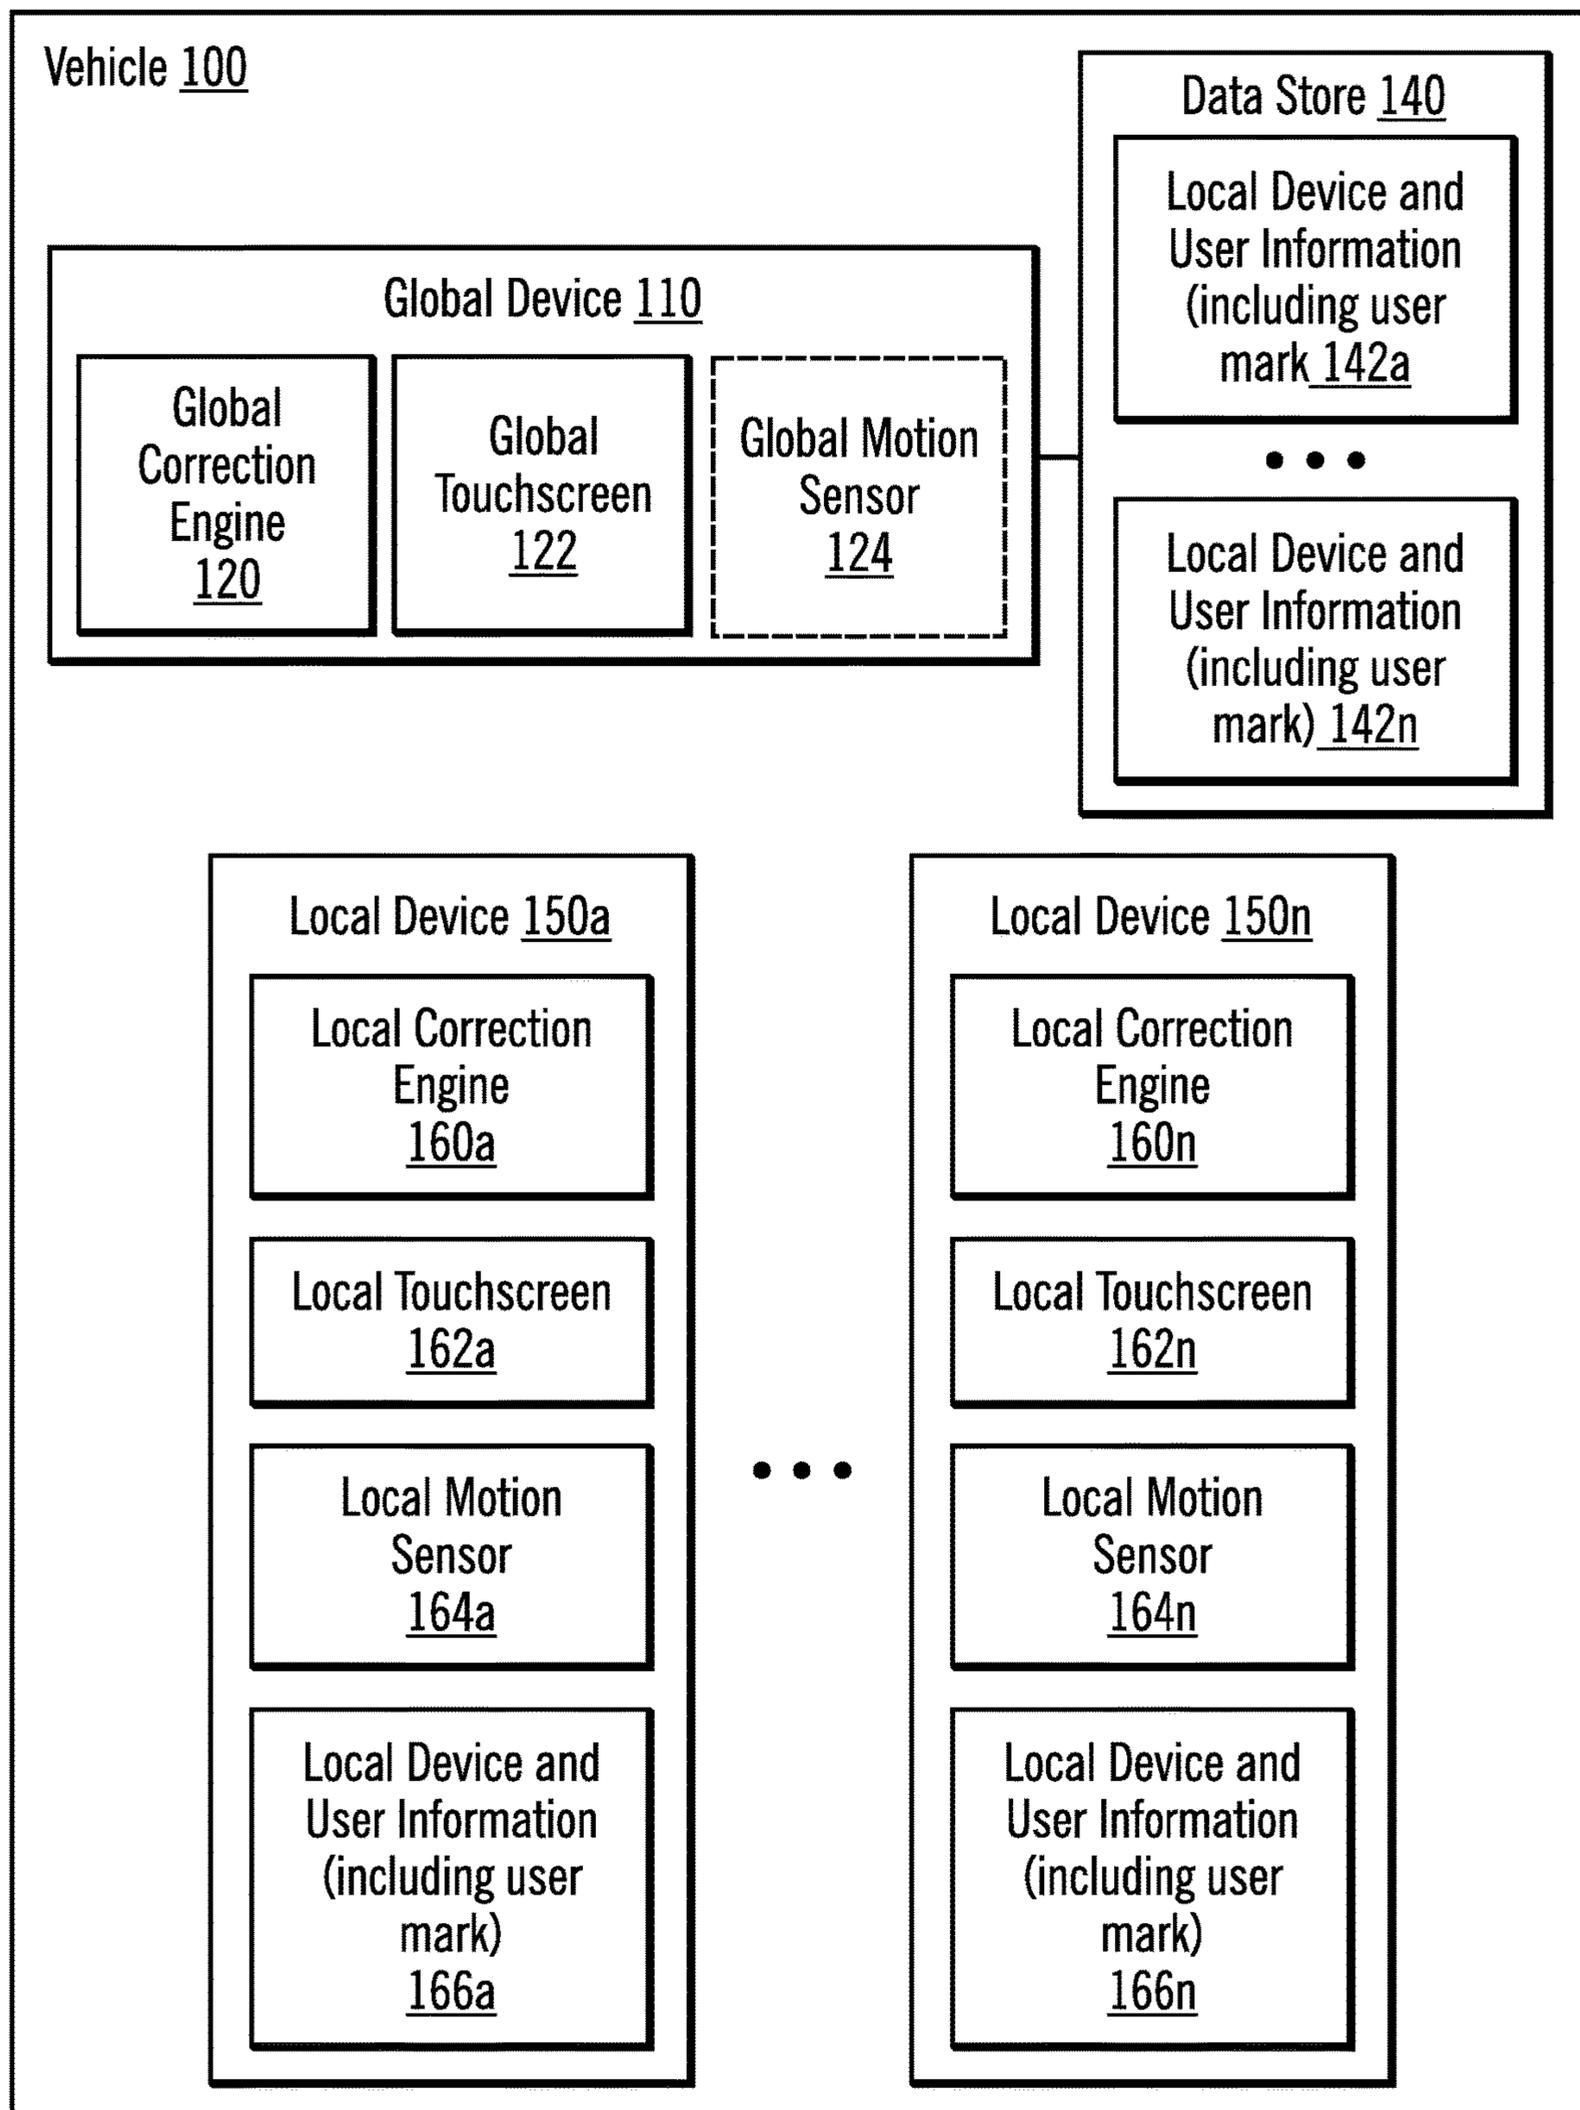 Vehicle 100
Data Store 140
Local Device and
User Information
(including user
mark 142a
Local Device and
User Information
(including user
mark) 142n
Global Device 110
Global
Correction
Engine
120
Global
Touchscreen
122
Global Motion
Sensor
124
Local Device 150a
Local Correction
Engine
160a
Local Touchscreen
162a
Local Motion
Sensor
164a
Local Device and
User Information
(including user
mark)
166a
Local Device 150n
Local Correction
Engine
160n
Local Touchscreen
162n
Local Motion
Sensor
164n
Local Device and
User Information
(including user
mark)
166n